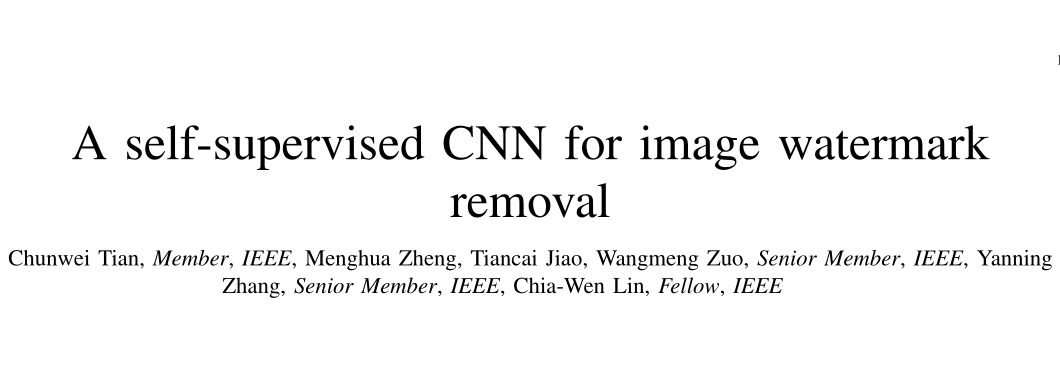 A self-supervised CNN for image watermark
removal
Chunwei Tian, Member, IEEE, Menghua Zheng, Tiancai Jiao, Wangmeng Zuo, Senior Member, IEEE, Yanning
Zhang, Senior Member, IEEE, Chia-Wen Lin, Fellow, IEEE